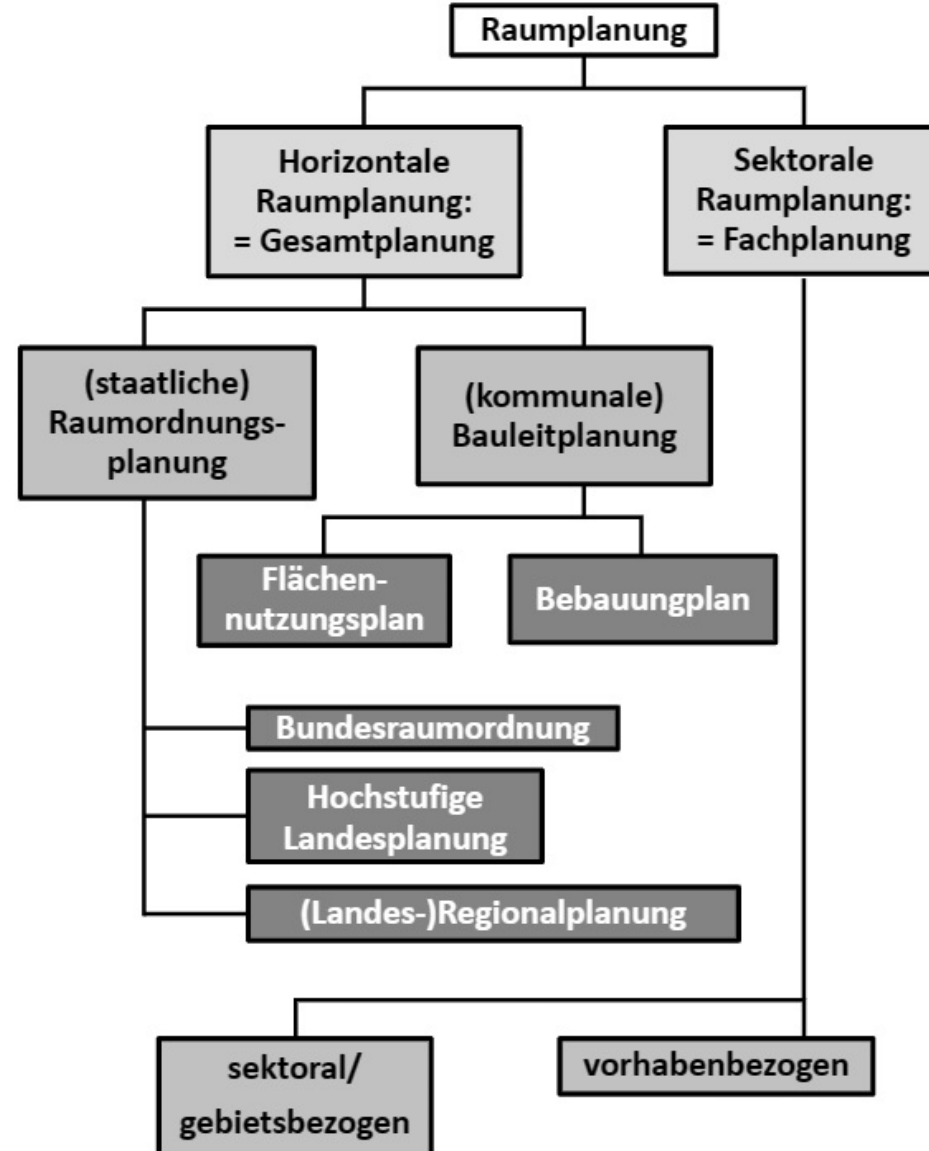 Raumplanung
Horizontale
Raumplanung:
= Gesamtplanung
Sektorale
Raumplanung:
= Fachplanung
(staatliche)
Raumordnungs-
planung
(kommunale)
Bauleitplanung
Flächen-
nutzungsplan
Bebauungplan
Bundesraumordnung
Hochstufige
Landesplanung
(Landes-)Regionalplanung
sektoral/
gebietsbezogen
vorhabenbezogen